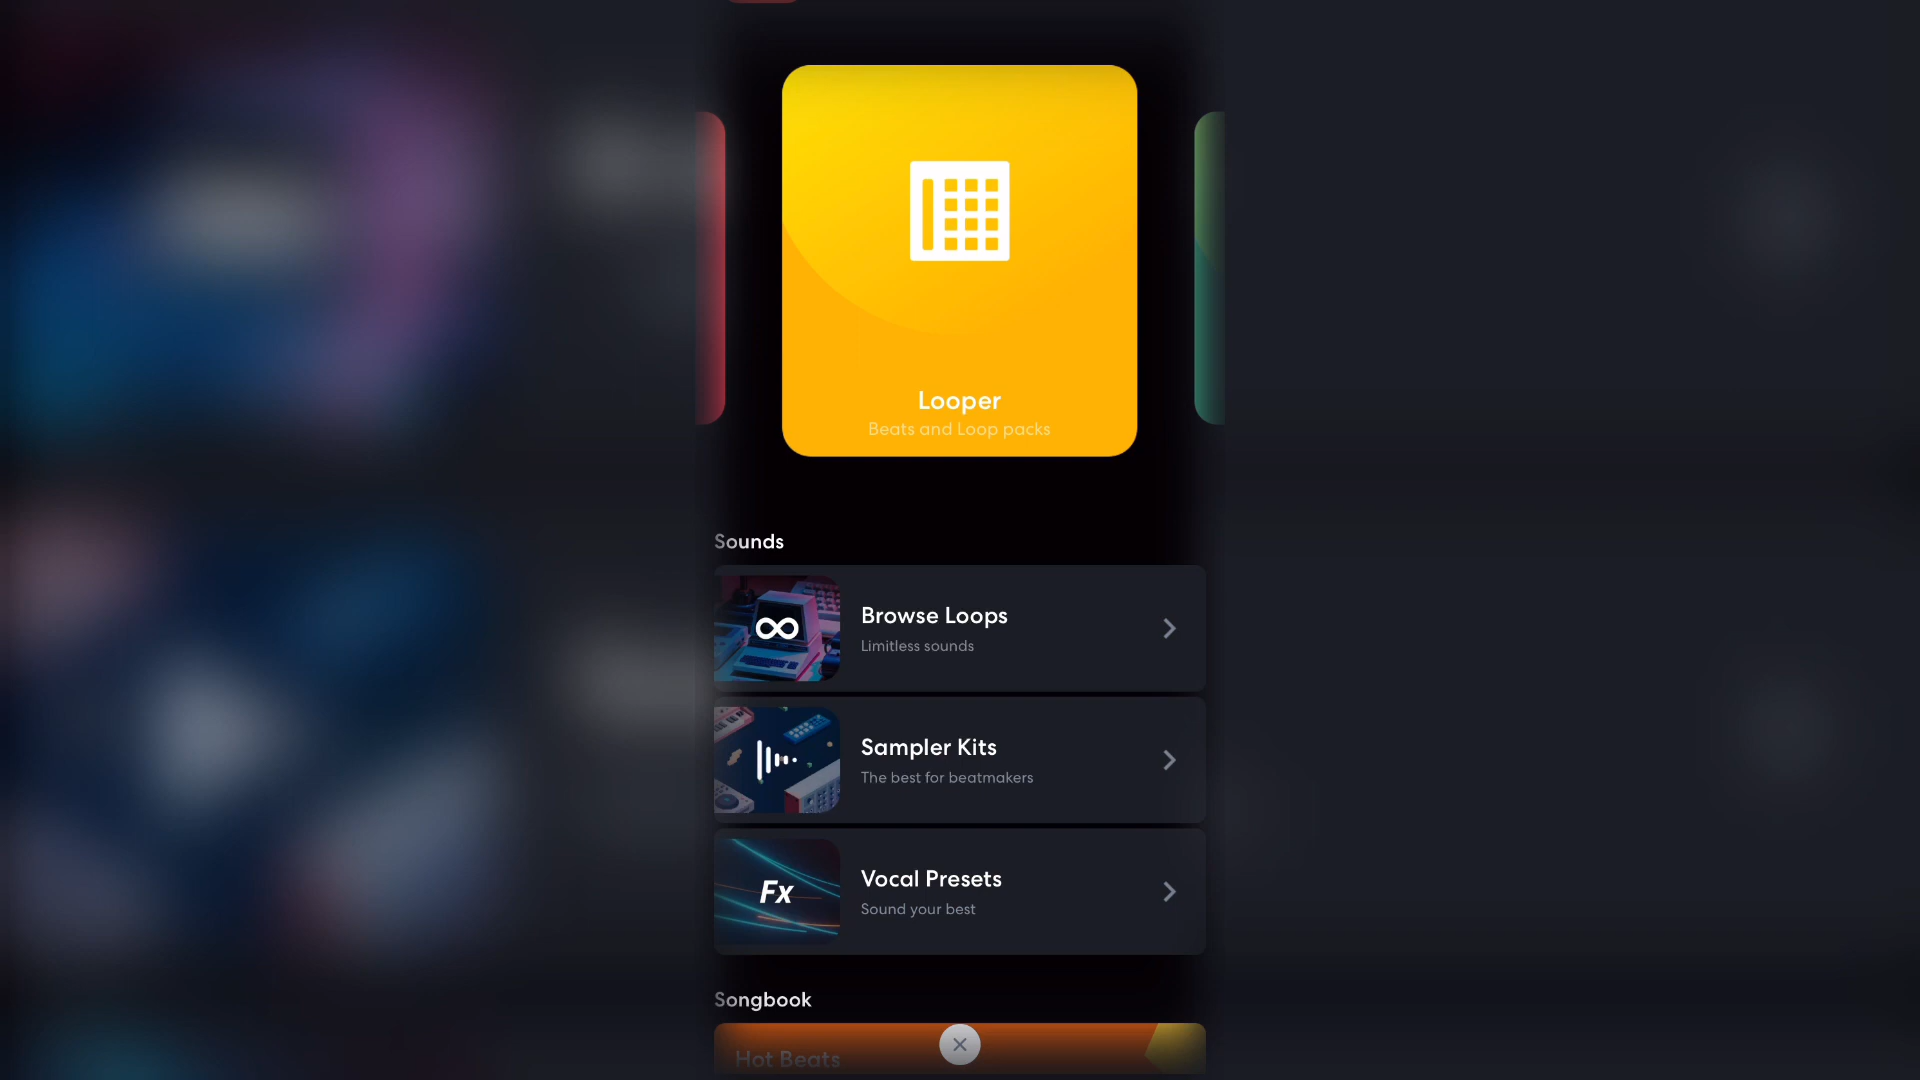 Looper
Beats and Loop packs
Sounds
Browse Loops
Limitless sounds
Sampler Kits
The best for beatmakers
Fx
Vocal Presets
Sound your best
Songbook
Hot Beats